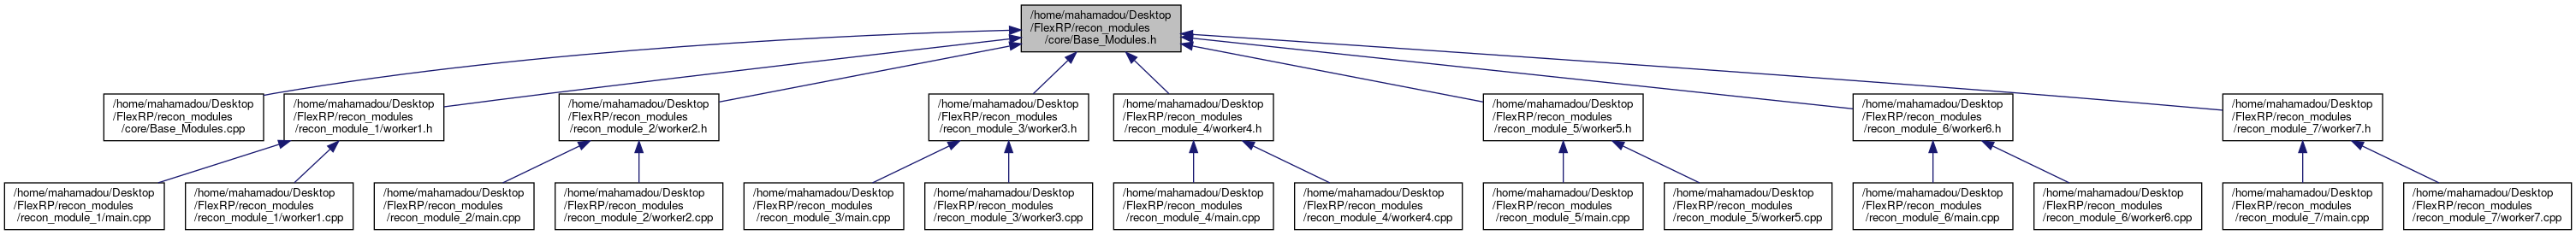 /home/mahamadou/Desktop
/FlexRP/recon_modules
/core/Base_Modules.h
/home/mahamadou/Desktop
/FlexRP/recon_modules
/core/Base_Modules.cpp
/home/mahamadou/Desktop
/FlexRP/recon_modules
/recon_module_1/worker1.h
/home/mahamadou/Desktop
/FlexRP/recon_modules
/recon_module_2/worker2.h
/home/mahamadou/Desktop
/FlexRP/recon_modules
/recon_module_3/worker3.h
/home/mahamadou/Desktop
/FlexRP/recon_modules
/recon_module_4/worker4.h
/home/mahamadou/Desktop
/FlexRP/recon_modules
/recon_module_5/worker5.h
/home/mahamadou/Desktop
/FlexRP/recon_modules
/recon_module_6/worker6.h
/home/mahamadou/Desktop
/FlexRP/recon_modules
/recon_module_7/worker7.h
/home/mahamadou/Desktop
/FlexRP/recon_modules
/recon_module_1/main.cpp
/home/mahamadou/Desktop
/FlexRP/recon_modules
/recon_module_1/worker1.cpp
/home/mahamadou/Desktop
/FlexRP/recon_modules
/recon_module_2/main.cpp
/home/mahamadou/Desktop
/FlexRP/recon_modules
/recon_module_2/worker2.cpp
/home/mahamadou/Desktop
/FlexRP/recon_modules
/recon_module_3/main.cpp
/home/mahamadou/Desktop
/FlexRP/recon_modules
/recon_module_3/worker3.cpp
/home/mahamadou/Desktop
/FlexRP/recon_modules
/recon_module_4/main.cpp
/home/mahamadou/Desktop
/FlexRP/recon_modules
/recon_module_4/worker4.cpp
/home/mahamadou/Desktop
/FlexRP/recon_modules
/recon_module_5/main.cpp
/home/mahamadou/Desktop
/FlexRP/recon_modules
/recon_module_5/worker5.cpp
/home/mahamadou/Desktop
/FlexRP/recon_modules
/recon_module_6/main.cpp
/home/mahamadou/Desktop
/FlexRP/recon_modules
/recon_module_6/worker6.cpp
/home/mahamadou/Desktop
/FlexRP/recon_modules
/recon_module_7/main.cpp
/home/mahamadou/Desktop
/FlexRP/recon_modules
/recon_module_7/worker7.cpp